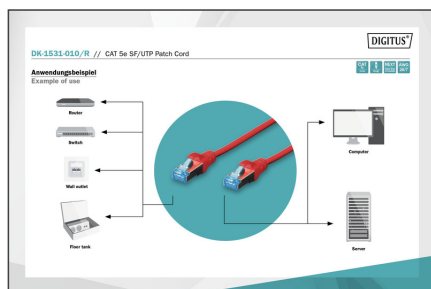 DIGITUS®
DK-1531-010/R // CAT 5e SF/UTP Patch Cord
Anwendungsbeispiel
Example of use
Router
Switch
Wall outlet
Floor tank
Computer
Server